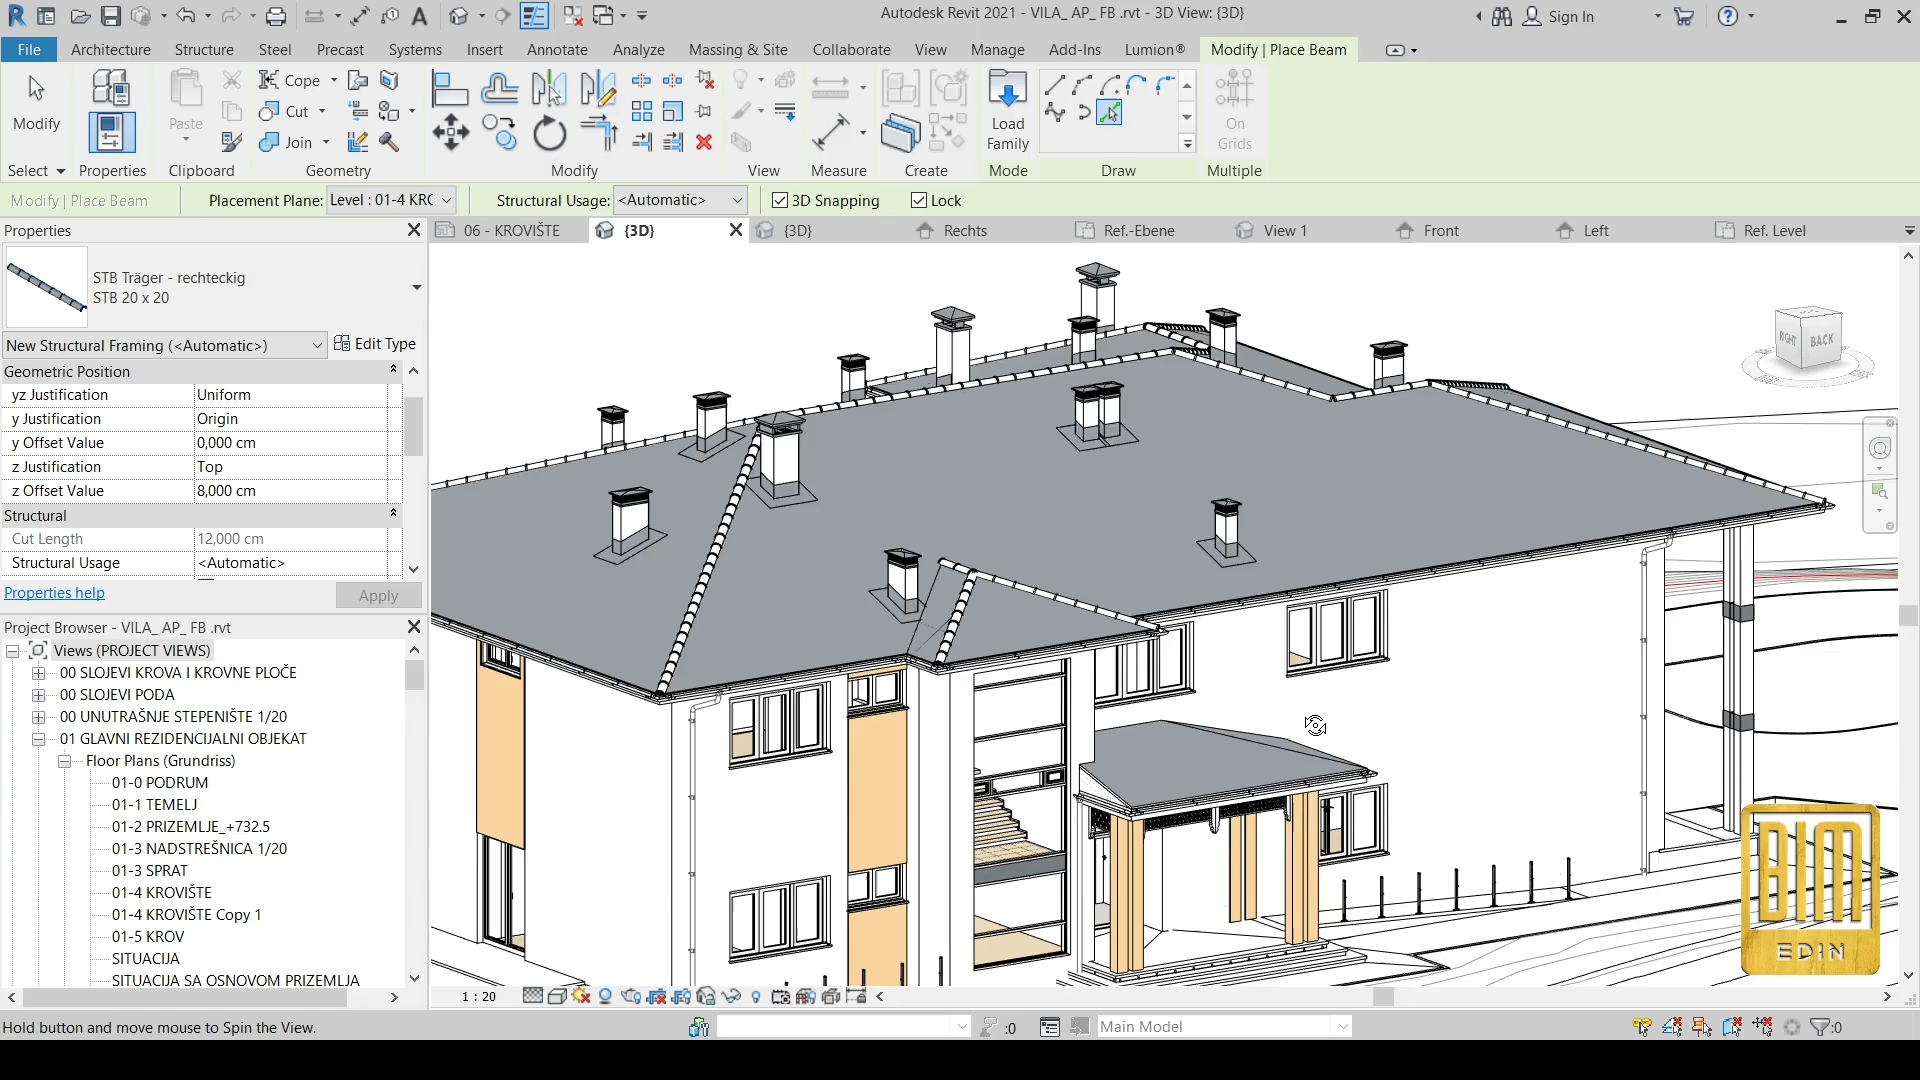 Autodesk Revit 2021 - VILA_ AP_ FB .rvt - 3D View: {3D}
Sign In
File
Architecture
Structure
Steel
Precast
Systems
Insert
Annotate
Analyze
Massing & Site
Collaborate
View
Manage
Add-Ins
Lumion®
Modify | Place Beam
Modify
Paste
Cope
Cut
Join
Load
Family
On
Grids
Select
Properties
Clipboard
Geometry
Modify
View
Measure
Create
Mode
Draw
Multiple
Modify | Place Beam
Placement Plane:
Level : 01-4 KRC
Structural Usage:
<Automatic>
3D Snapping
Lock
Properties
06 - KROVIŠTE
{3D}
{3D}
Rechts
Ref.-Ebene
View 1
Front
Left
Ref. Level
STB Träger - rechteckig
STB 20 x 20
New Structural Framing (<Automatic>)
Edit Type
Geometric Position
yz Justification
Uniform
y Justification
Origin
y Offset Value
0,000 cm
z Justification
Top
z Offset Value
8,000 cm
Structural
Cut Length
12,000 cm
Structural Usage
<Automatic>
Properties help
Apply
RIGHT
BACK
Project Browser - VILA_ AP_ FB .rvt
Views (PROJECT VIEWS)
00 SLOJEVI KROVA I KROVNE PLOČE
00 SLOJEVI PODA
00 UNUTRAŠNJE STEPENIŠTE 1/20
01 GLAVNI REZIDENCIJALNI OBJEKAT
Floor Plans (Grundriss)
01-0 PODRUM
01-1 TEMELJ
01-2 PRIZEMLJE_+732.5
01-3 NADSTREŠNICA 1/20
01-3 SPRAT
01-4 KROVIŠTE
01-4 KROVIŠTE Copy 1
01-5 KROV
SITUACIJA
SITUACIJA SA OSNOVOM PRIZEMLJA
BIM
EDIN
1 : 20
Hold button and move mouse to Spin the View.
:0
Main Model
:0